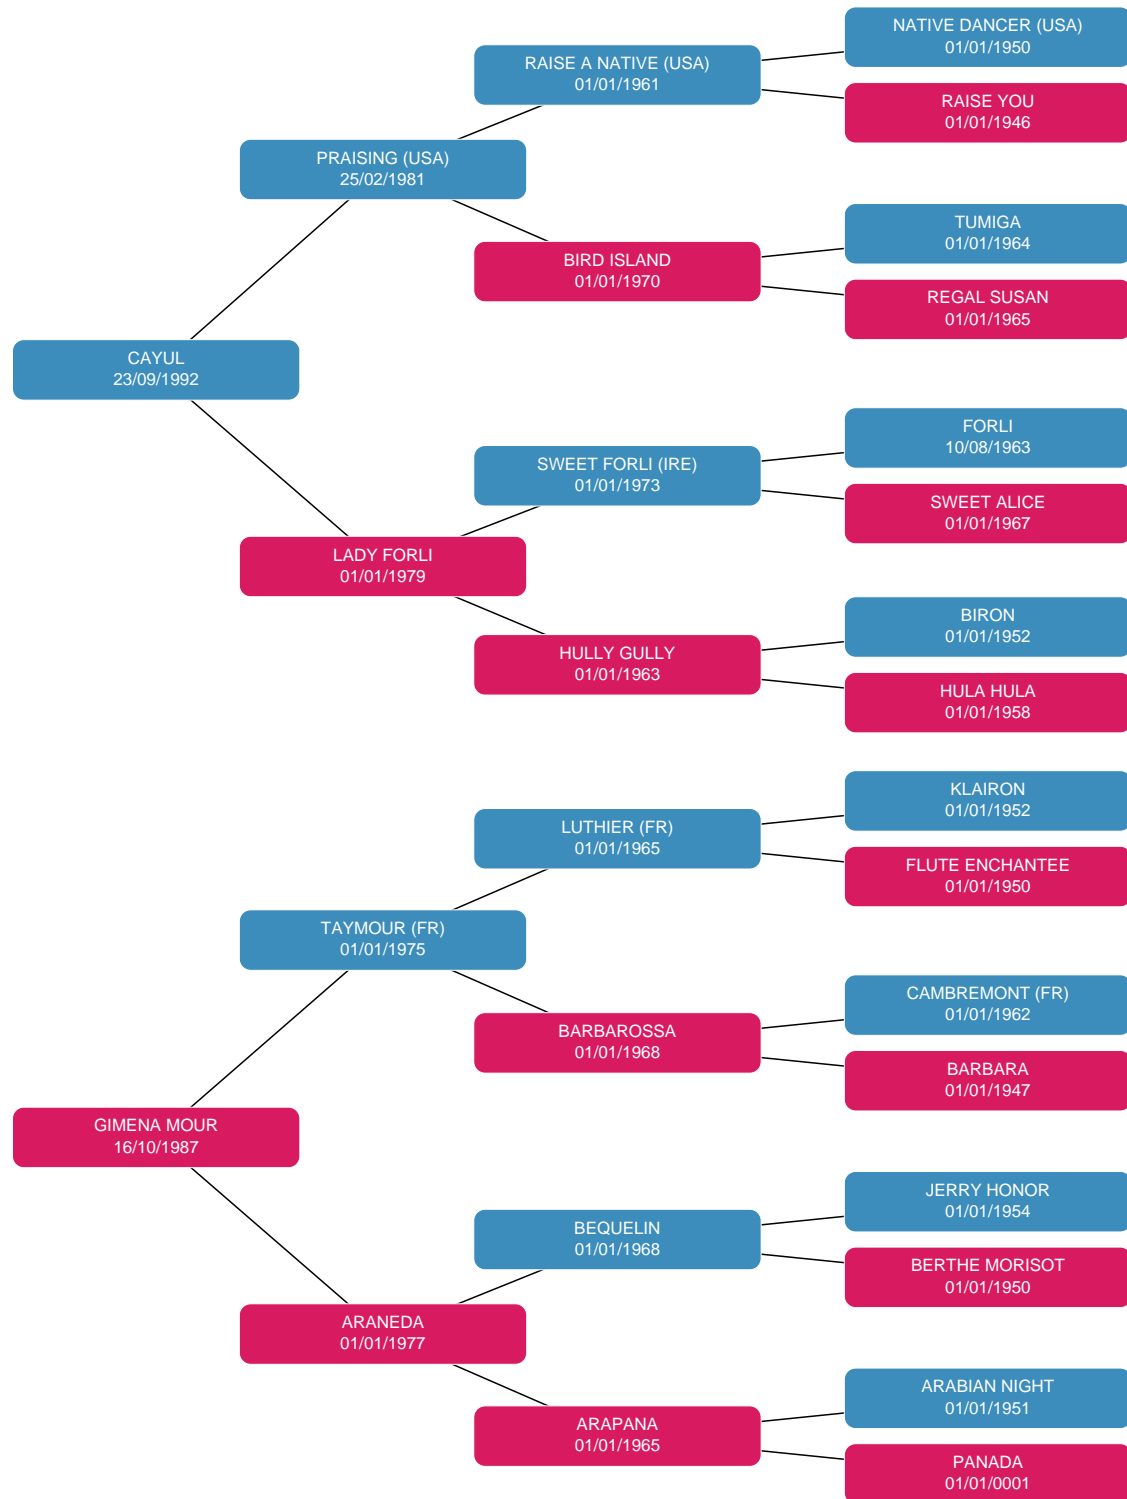 NATIVE DANCER (USA)
01/01/1950
RAISE A NATIVE (USA)
01/01/1961
RAISE YOU
01/01/1946
PRAISING (USA)
25/02/1981
TUMIGA
01/01/1964
BIRD ISLAND
01/01/1970
REGAL SUSAN
01/01/1965
CAYUL
23/09/1992
FORLI
10/08/1963
SWEET FORLI (IRE)
01/01/1973
SWEET ALICE
01/01/1967
LADY FORLI
01/01/1979
BIRON
01/01/1952
HULLY GULLY
01/01/1963
HULA HULA
01/01/1958
KLAIRON
01/01/1952
LUTHIER (FR)
01/01/1965
FLUTE ENCHANTEE
01/01/1950
TAYMOUR (FR)
01/01/1975
CAMBREMONT (FR)
01/01/1962
BARBAROSSA
01/01/1968
BARBARA
01/01/1947
GIMENA MOUR
16/10/1987
JERRY HONOR
01/01/1954
BEQUELIN
01/01/1968
BERTHE MORISOT
01/01/1950
ARANEDA
01/01/1977
ARABIAN NIGHT
01/01/1951
ARAPANA
01/01/1965
PANADA
01/01/0001